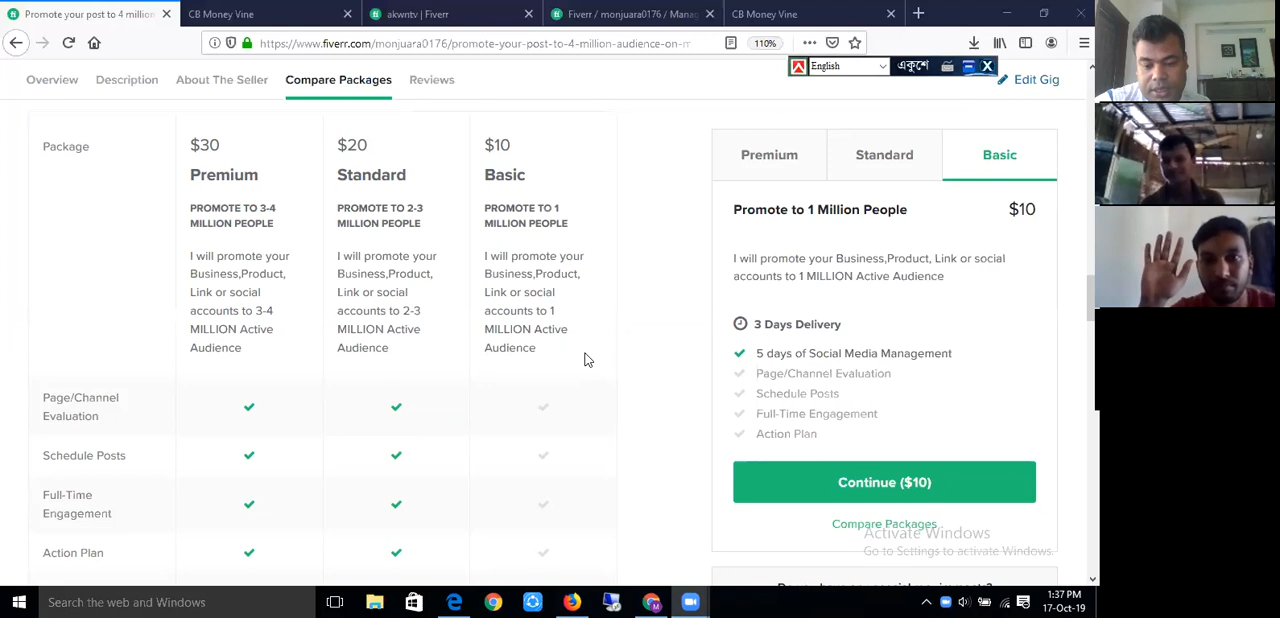 Promote your post to 4 million
CB Money Vine
akwntv | Fiverr
Fiverr / monjuara0176 / Manag
CB Money Vine
https://www.fiverr.com/monjuara0176/promote-your-post-to-4-million-audience-on-m
110%
English
একুশে
Overview
Description
About The Seller
Compare Packages
Reviews
Edit Gig
Package
$30
Premium
PROMOTE TO 3-4
MILLION PEOPLE
I will promote your
Business,Product,
Link or social
accounts to 3-4
MILLION Active
Audience
$20
Standard
PROMOTE TO 2-3
MILLION PEOPLE
I will promote your
Business,Product,
Link or social
accounts to 2-3
MILLION Active
Audience
$10
Basic
PROMOTE TO 1
MILLION PEOPLE
I will promote your
Business,Product,
Link or social
accounts to 1
MILLION Active
Audience
Page/Channel
Evaluation
Schedule Posts
Full-Time
Engagement
Action Plan
Premium
Standard
Basic
Promote to 1 Million People
$10
I will promote your Business,Product, Link or social
accounts to 1 MILLION Active Audience
3 Days Delivery
5 days of Social Media Management
Page/Channel Evaluation
Schedule Posts
Full-Time Engagement
Action Plan
Continue ($10)
Compare Packages
Activate Windows
Go to Settings to activate Windows.
Search the web and Windows
1:37 PM
17-Oct-19